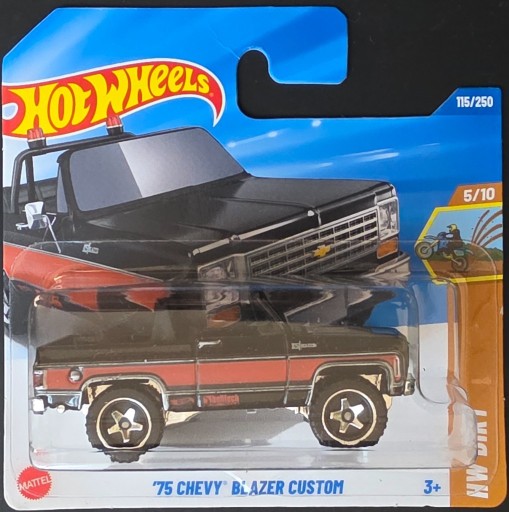 HOT WHEELS
115/250
5/10
HW DIRT
'75 CHEVY® BLAZER CUSTOM
3+
MATTEL